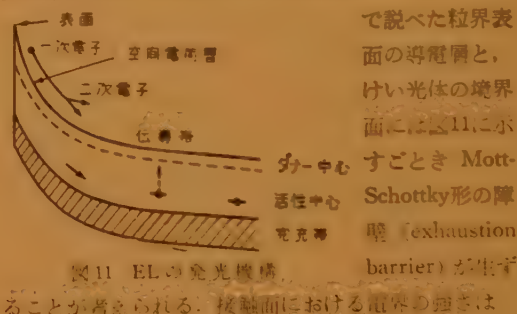 表面
一次電子
空間電荷層
二次電子
伝導帯
ダナー中心
活性中心
充充帯
図11 ELの発光機構
で説べた粒界表
面の導電層と,
けい光体の境界
面には図11に示
すごとき Mott-
Schottky形の障
壁 (exhaustion
barrier) が生ず
ることが考えられる. 接触面における電界の強さは